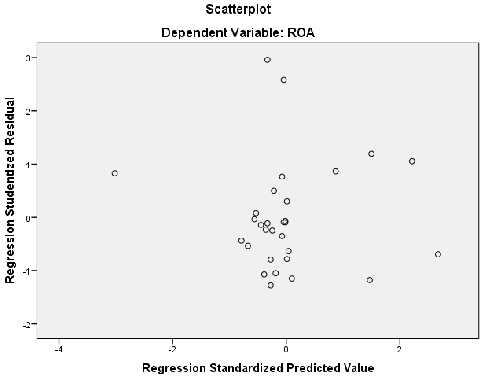 Scatterplot
Dependent Variable: ROA
Regression Studentized Residual
3
2
1
0
-1
-2
-4
-2
0
2
Regression Standardized Predicted Value